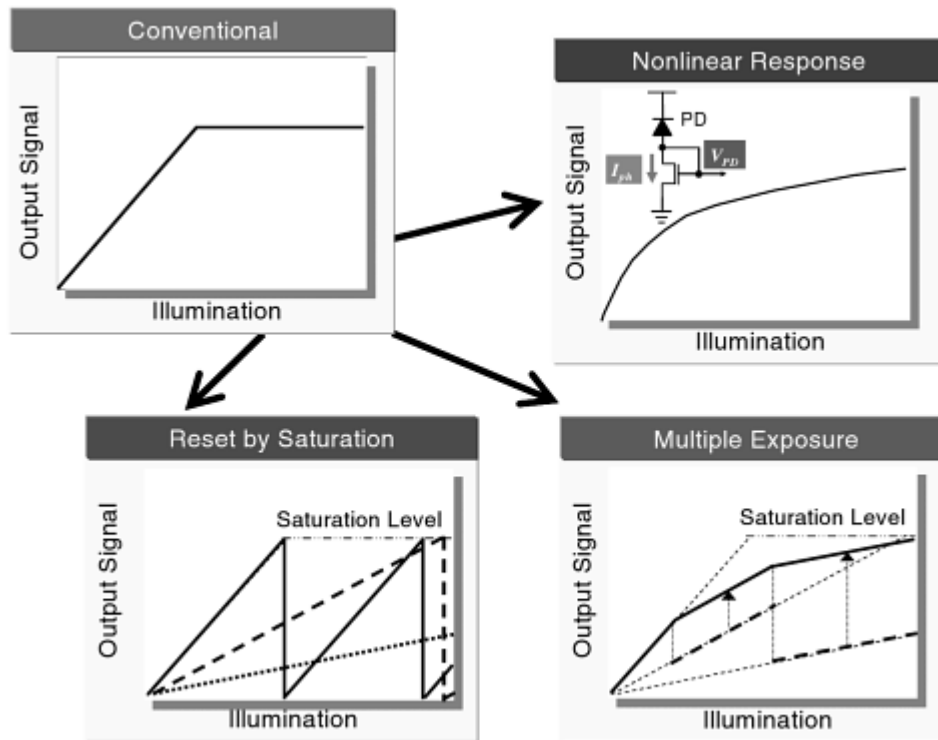 Conventional
Output Signal
Illumination
Nonlinear Response
PD
V_PD
I_ph
Output Signal
Illumination
Reset by Saturation
Saturation Level
Output Signal
Illumination
Multiple Exposure
Saturation Level
Output Signal
Illumination